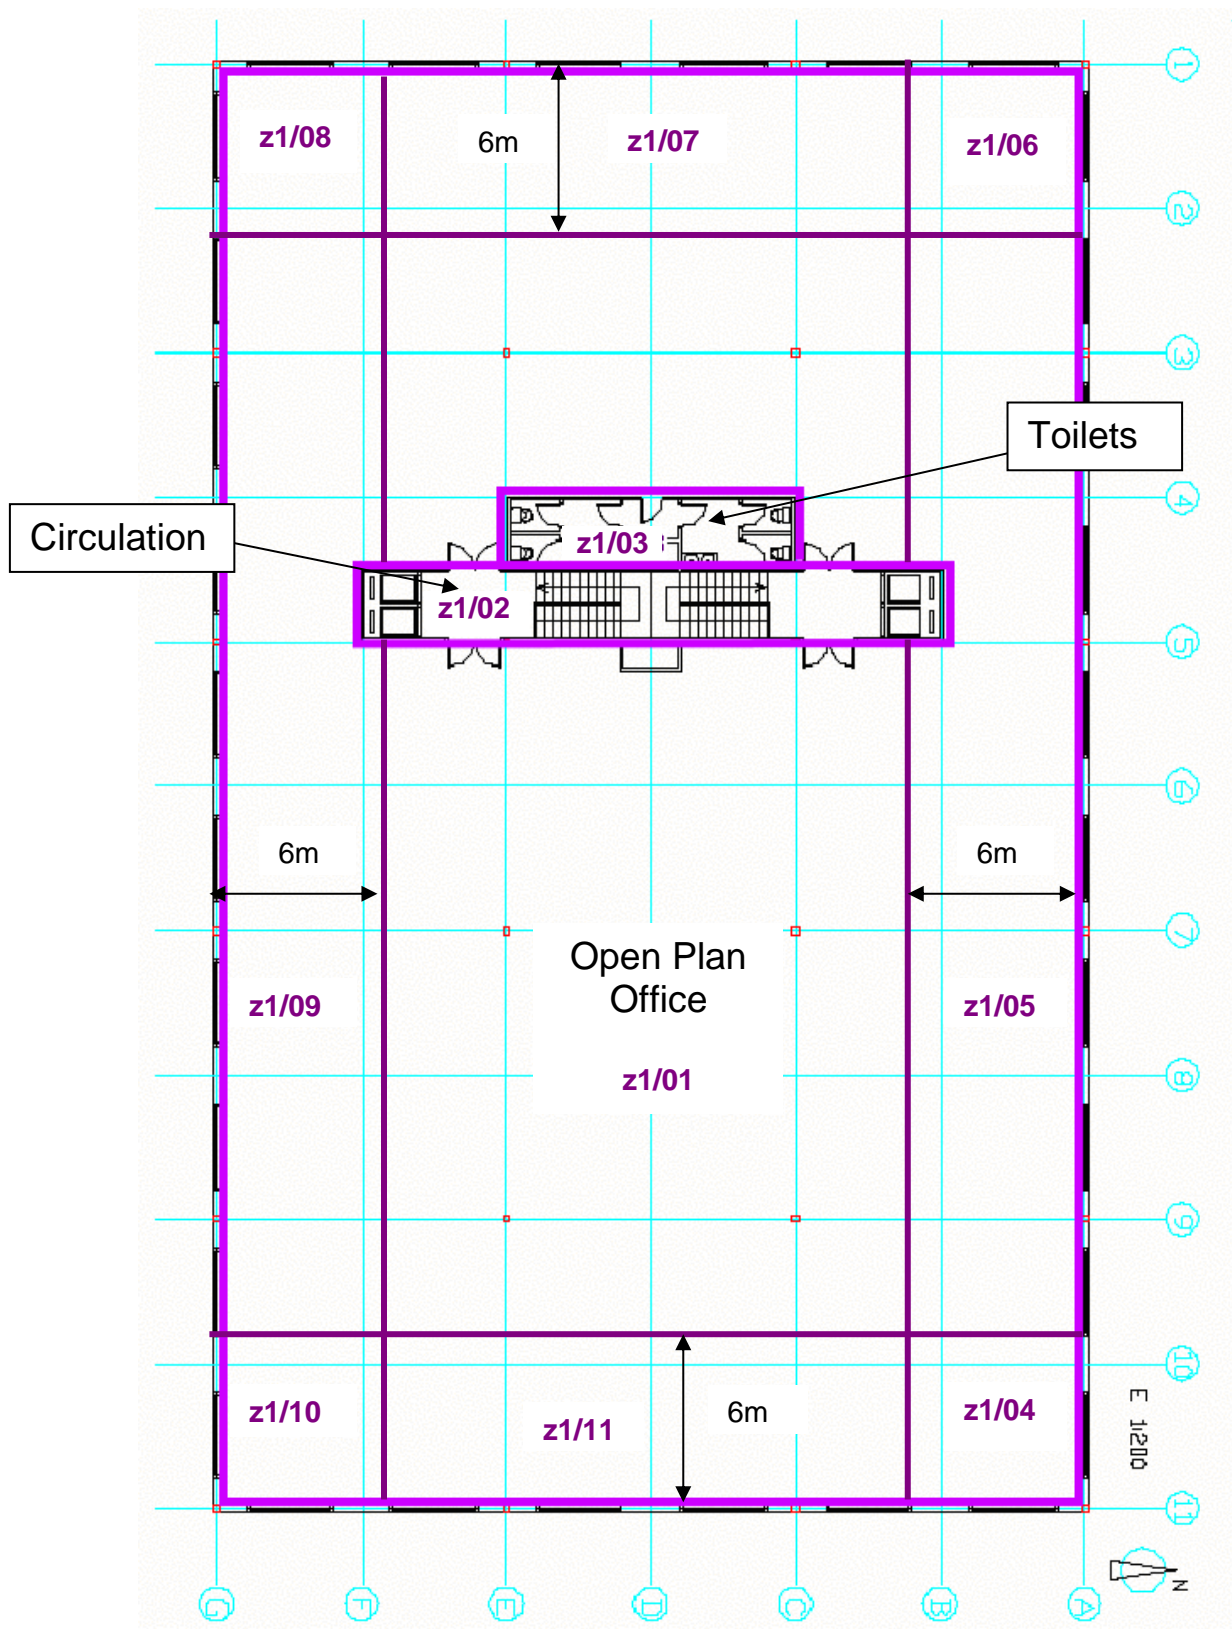 1
z1/08
6m
z1/07
z1/06
2
3
Toilets
4
Circulation
z1/03
z1/02
5
6
6m
6m
7
Open Plan
Office
z1/09
z1/05
z1/01
8
9
10
E 1:200
z1/10
z1/11
6m
z1/04
11
N
G
F
E
D
C
B
A